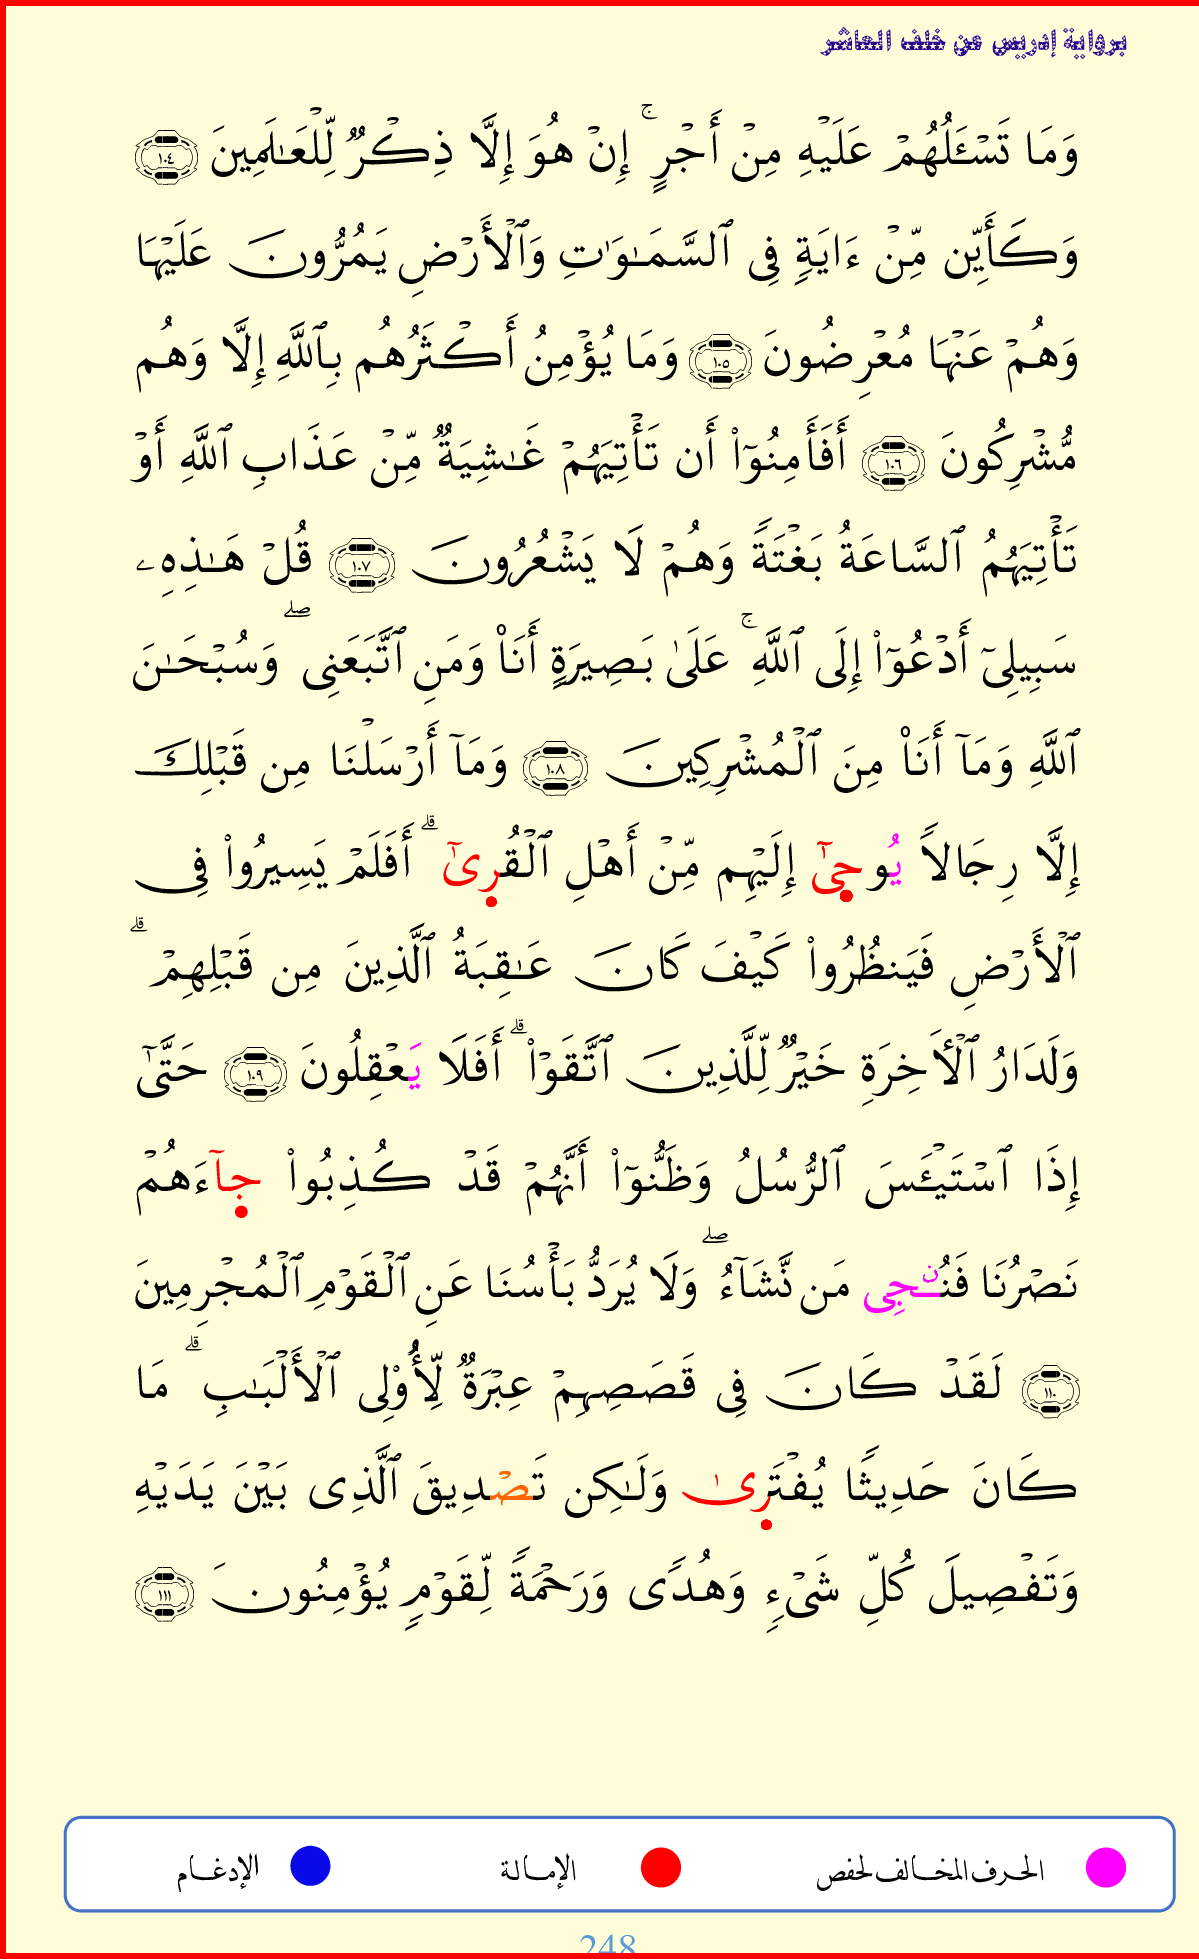 برواية إدريس عن خلف العاشر
وَمَا تَسْـَٔلُهُمْ عَلَيْهِ مِنْ أَجْرٍ ۚ إِنْ هُوَ إِلَّا ذِكْرٌ لِّلْعَـٰلَمِينَ ١٠٤
وَكَأَيِّن مِّنْ ءَايَةٍ فِى ٱلسَّمَـٰوَٰتِ وَٱلْأَرْضِ يَمُرُّونَ عَلَيْهَا
وَهُمْ عَنْهَا مُعْرِضُونَ ١٠٥ وَمَا يُؤْمِنُ أَكْثَرُهُم بِٱللَّهِ إِلَّا وَهُم
مُّشْرِكُونَ ١٠٦ أَفَأَمِنُوٓا۟ أَن تَأْتِيَهُمْ غَـٰشِيَةٌ مِّنْ عَذَابِ ٱللَّهِ أَوْ
تَأْتِيَهُمُ ٱلسَّاعَةُ بَغْتَةً وَهُمْ لَا يَشْعُرُونَ ١٠٧ قُلْ هَـٰذِهِۦ
سَبِيلِىٓ أَدْعُوٓا۟ إِلَى ٱللَّهِ ۚ عَلَىٰ بَصِيرَةٍ أَنَا۠ وَمَنِ ٱتَّبَعَنِى ۖ وَسُبْحَـٰنَ
ٱللَّهِ وَمَآ أَنَا۠ مِنَ ٱلْمُشْرِكِينَ ١٠٨ وَمَآ أَرْسَلْنَا مِن قَبْلِكَ
إِلَّا رِجَالًا يُوحِىٓ إِلَيْهِم مِّنْ أَهْلِ ٱلْقُرِىٓ ۗ أَفَلَمْ يَسِيرُوا۟ فِى
ٱلْأَرْضِ فَيَنظُرُوا۟ كَيْفَ كَانَ عَـٰقِبَةُ ٱلَّذِينَ مِن قَبْلِهِمْ ۗ
وَلَدَارُ ٱلْـَٔاخِرَةِ خَيْرٌ لِّلَّذِينَ ٱتَّقَوْا۟ ۗ أَفَلَا يَعْقِلُونَ ١٠٩ حَتَّىٰٓ
إِذَا ٱسْتَيْـَٔسَ ٱلرُّسُلُ وَظَنُّوٓا۟ أَنَّهُمْ قَدْ كُذِبُوا۟ جآءَهُمْ
نَصْرُنَا فَنُـۨجِى مَن نَّشَآءُ ۖ وَلَا يُرَدُّ بَأْسُنَا عَنِ ٱلْقَوْمِ ٱلْمُجْرِمِينَ
١١٠ لَقَدْ كَانَ فِى قَصَصِهِمْ عِبْرَةٌ لِّأُو۟لِى ٱلْأَلْبَـٰبِ ۗ مَا
كَانَ حَدِيثًا يُفْتَرِىٰ وَلَـٰكِن تَصْدِيقَ ٱلَّذِى بَيْنَ يَدَيْهِ
وَتَفْصِيلَ كُلِّ شَىْءٍ وَهُدًى وَرَحْمَةً لِّقَوْمٍ يُؤْمِنُونَ ١١١
الحرف المخالف لحفص الإمالة الإدغام
248